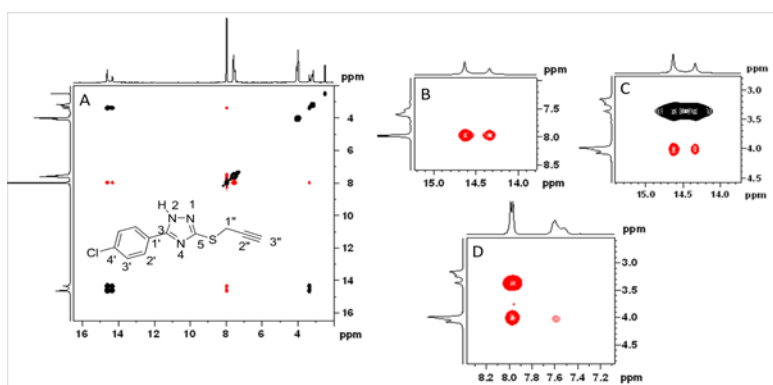 ppm
A
4
6
8
10
12
14
16
ppm
16 14 12 10 8 6 4
H
N 2 1 N
3 N 5 S 1" 2" 3"
4
Cl 4' 3' 2' 1'
ppm
B
7.5
8.0
8.5
15.0 14.5 14.0 ppm
ppm
C
3.0
3.5
4.0
4.5
15.0 14.5 14.0 ppm
ppm
D
3.0
3.5
4.0
4.5
8.2 8.0 7.8 7.6 7.4 7.2 ppm